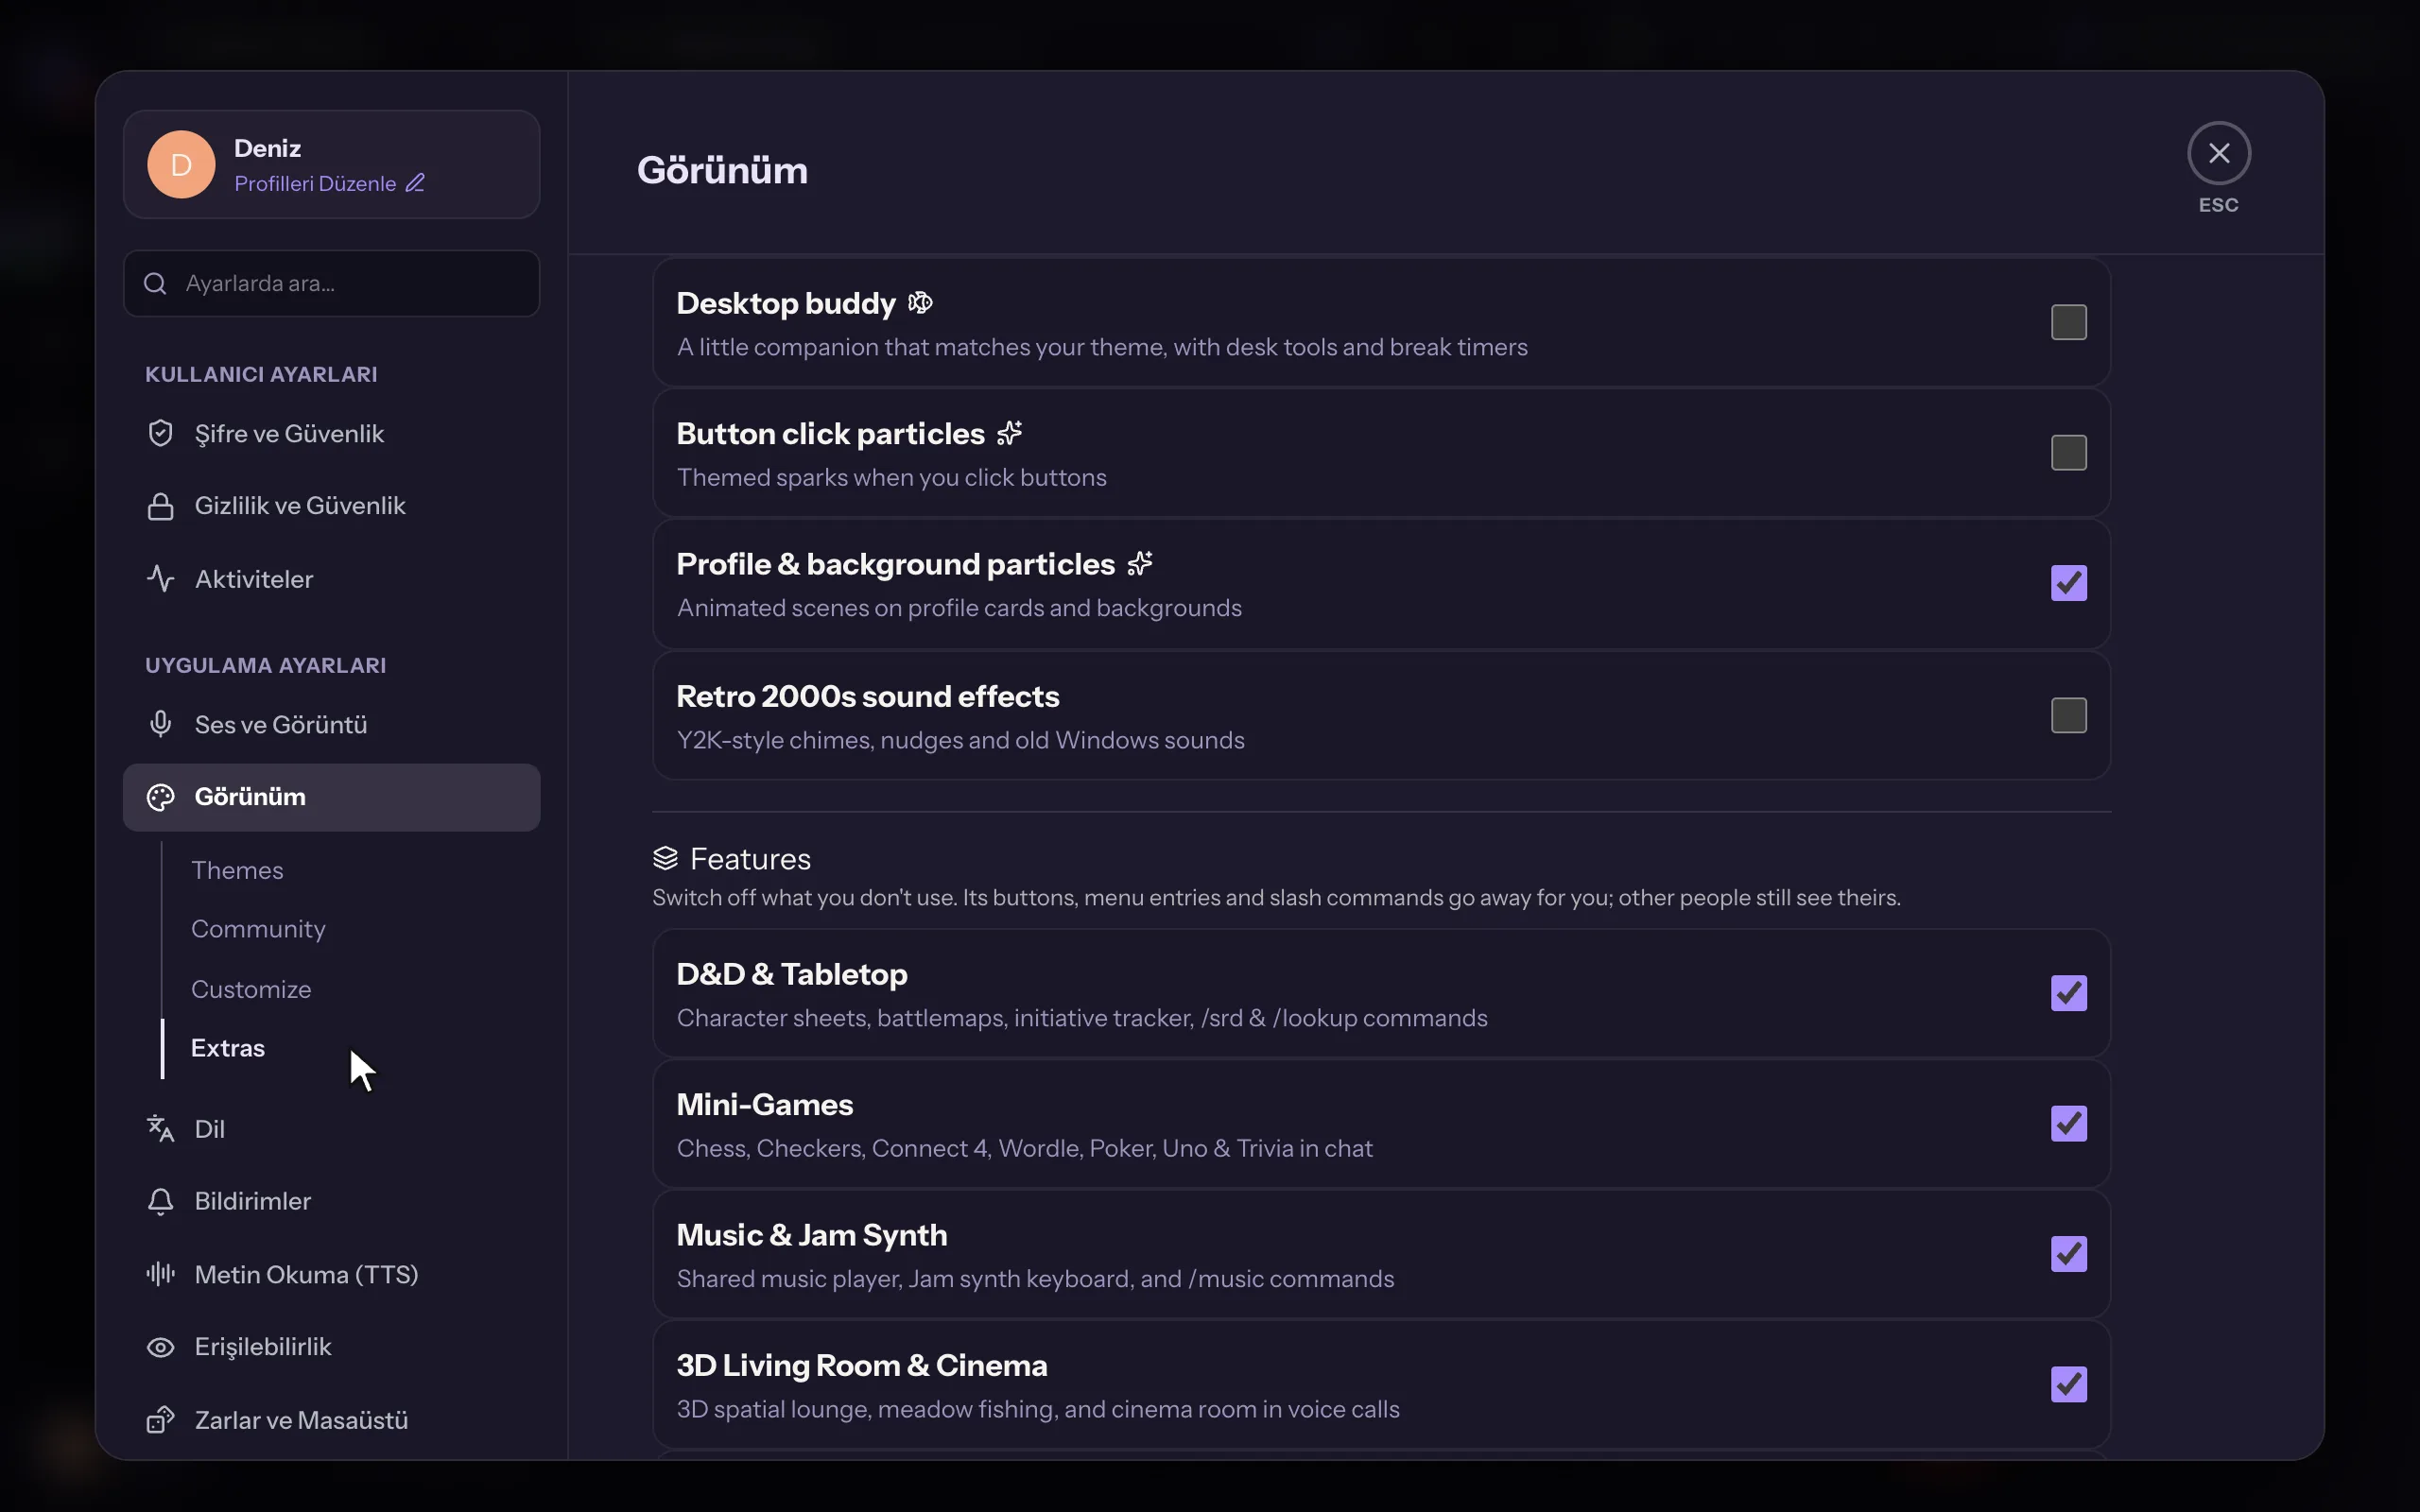 D
Deniz
Profilleri Düzenle
Ayarlarda ara...
KULLANICI AYARLARI
Şifre ve Güvenlik
Gizlilik ve Güvenlik
Aktiviteler
UYGULAMA AYARLARI
Ses ve Görüntü
Görünüm
Themes
Community
Customize
Extras
Dil
Bildirimler
Metin Okuma (TTS)
Erişilebilirlik
Zarlar ve Masaüstü
Görünüm
ESC
Desktop buddy
A little companion that matches your theme, with desk tools and break timers
Button click particles
Themed sparks when you click buttons
Profile & background particles
Animated scenes on profile cards and backgrounds
Retro 2000s sound effects
Y2K-style chimes, nudges and old Windows sounds
Features
Switch off what you don't use. Its buttons, menu entries and slash commands go away for you; other people still see theirs.
D&D & Tabletop
Character sheets, battlemaps, initiative tracker, /srd & /lookup commands
Mini-Games
Chess, Checkers, Connect 4, Wordle, Poker, Uno & Trivia in chat
Music & Jam Synth
Shared music player, Jam synth keyboard, and /music commands
3D Living Room & Cinema
3D spatial lounge, meadow fishing, and cinema room in voice calls